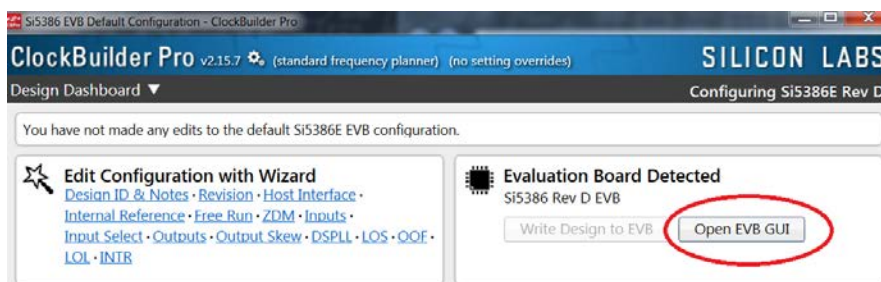 Si5386 EVB Default Configuration - ClockBuilder Pro
ClockBuilder Pro v2.15.7 (standard frequency planner) (no setting overrides) SILICON LABS
Design Dashboard ▼ Configuring Si5386E Rev D
You have not made any edits to the default Si5386E EVB configuration.
Edit Configuration with Wizard
Design ID & Notes · Revision · Host Interface ·
Internal Reference · Free Run · ZDM · Inputs ·
Input Select · Outputs · Output Skew · DSPLL · LOS · OOF ·
LOL · INTR
Evaluation Board Detected
Si5386 Rev D EVB
Write Design to EVB Open EVB GUI